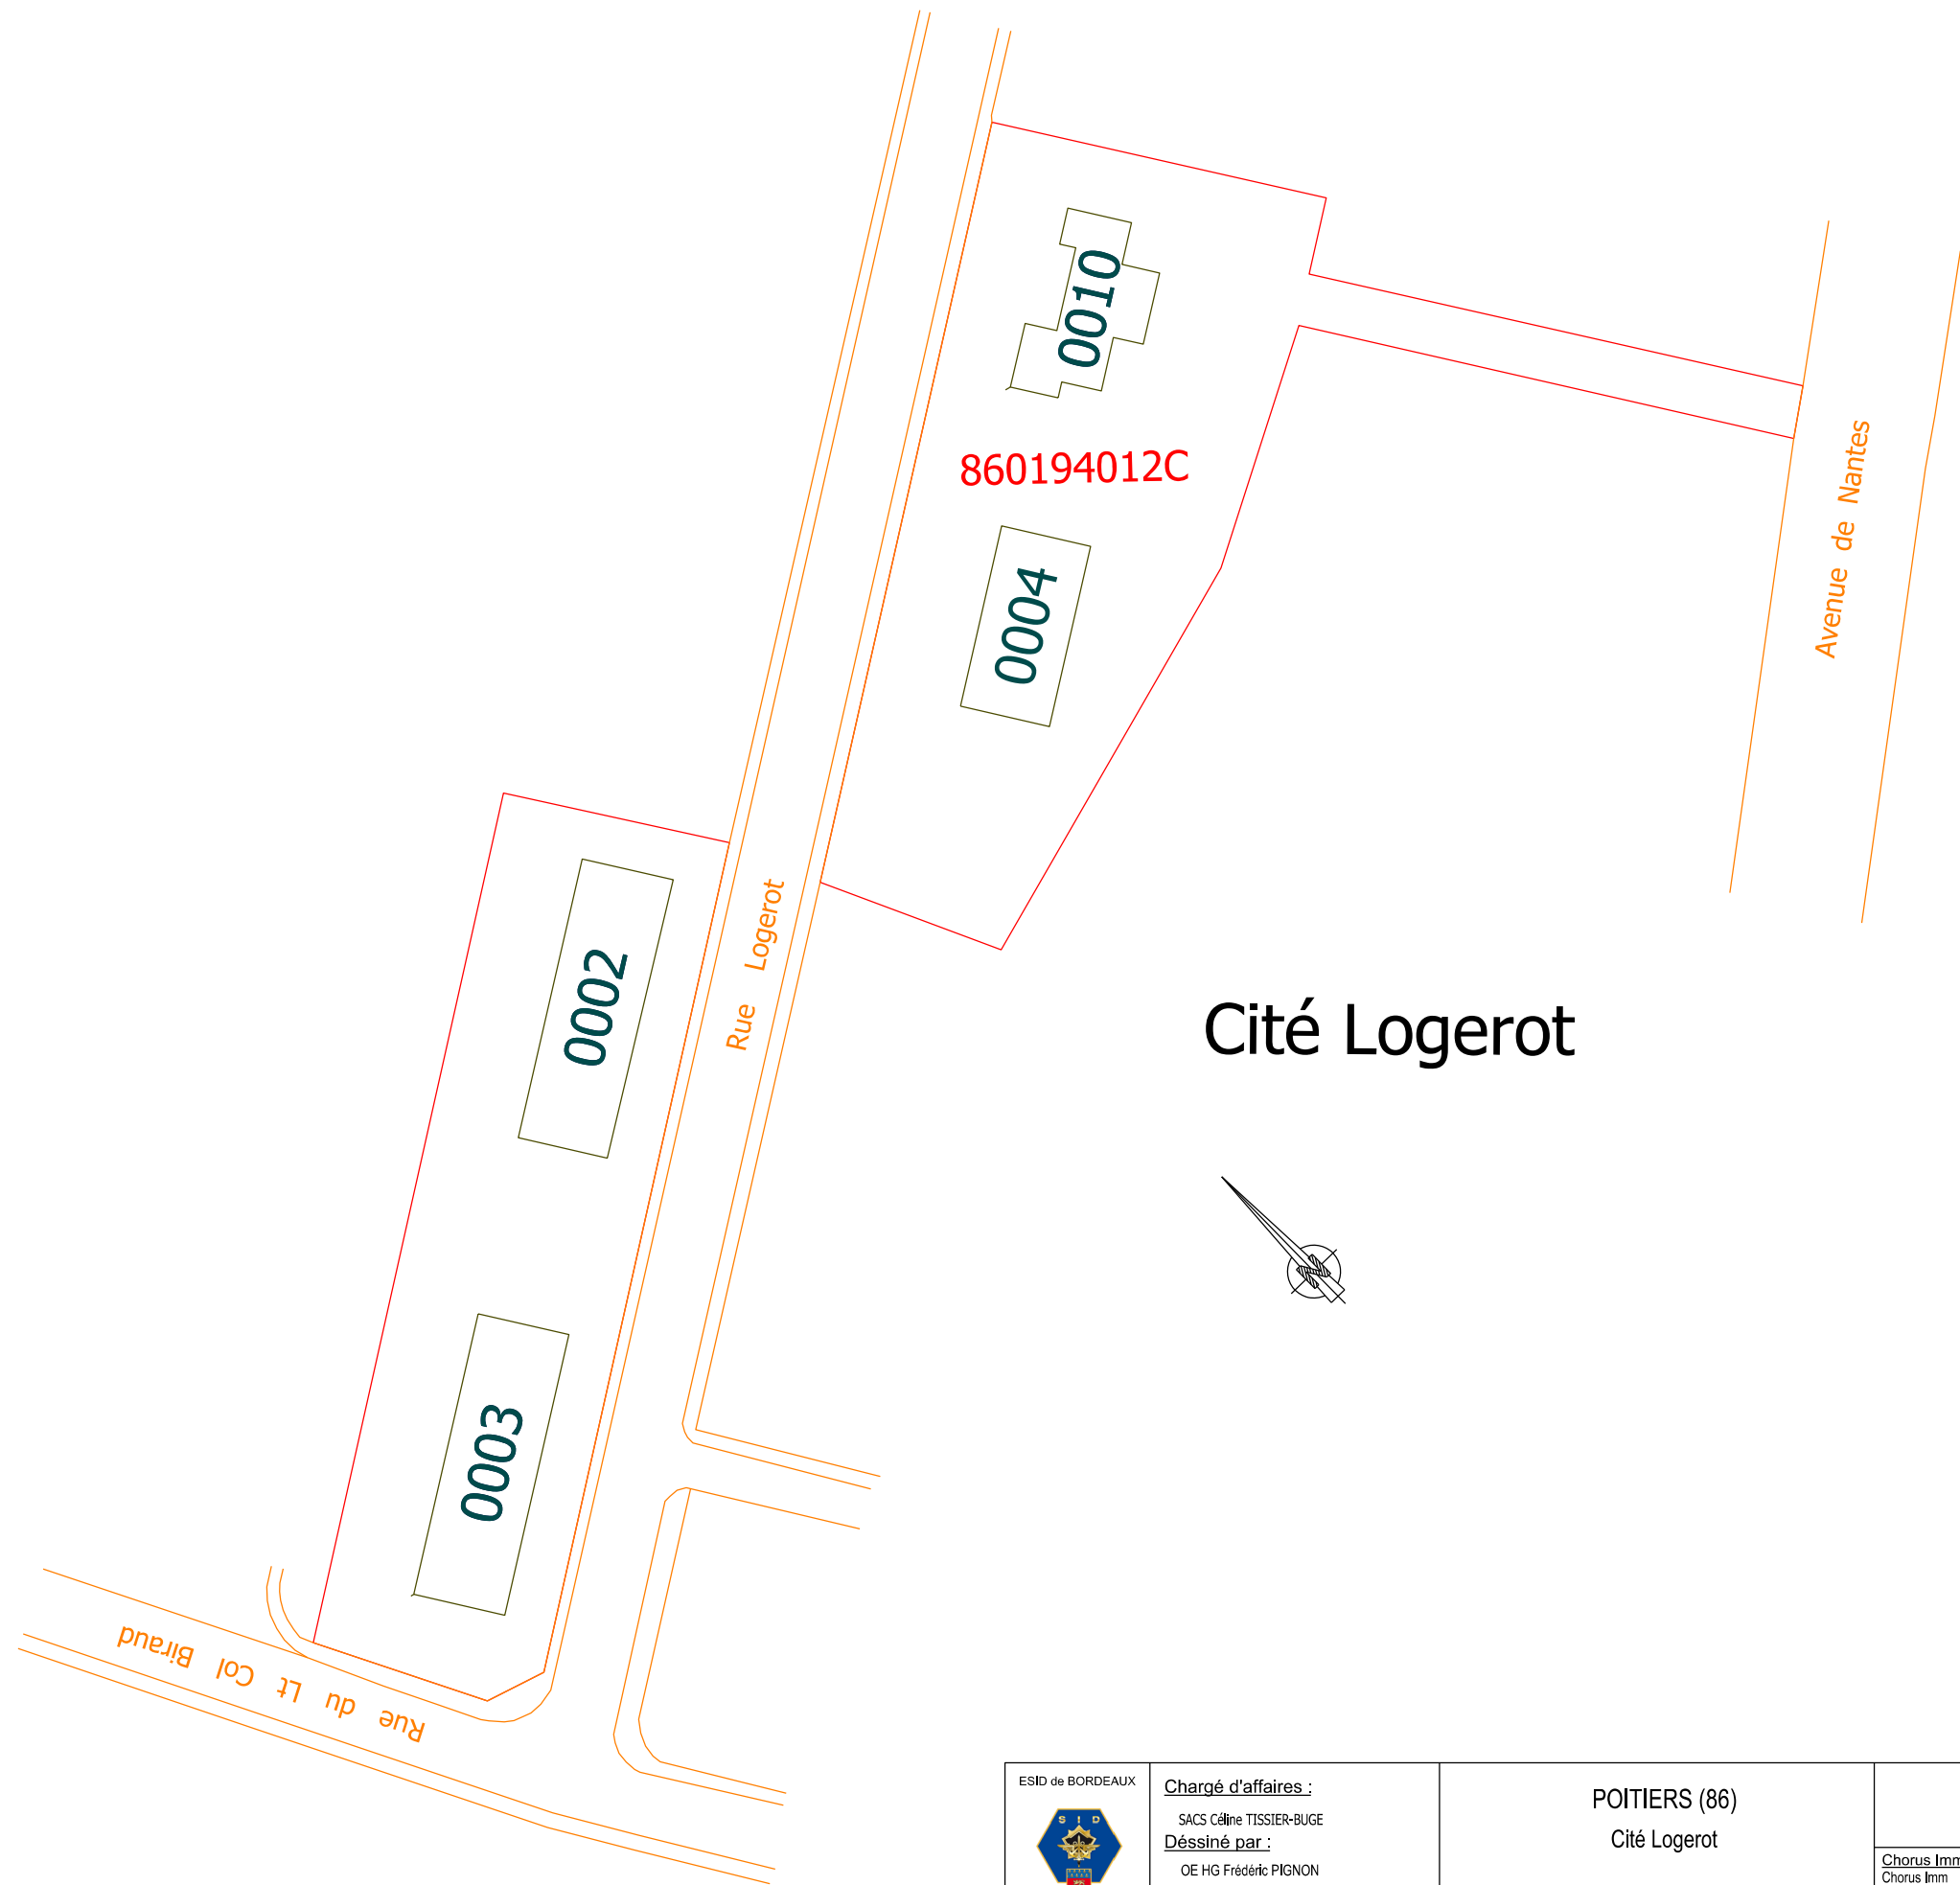 0010
860194012C
Avenue de Nantes
0004
0002
Rue Logerot
Cité Logerot
N
0003
Rue du Lt Col Biraud
ESID de BORDEAUX
S I D
Chargé d'affaires :
SACS Céline TISSIER-BUGE
Déssiné par :
OE HG Frédéric PIGNON
POITIERS (86)
Cité Logerot
Chorus Imm
Chorus Imm